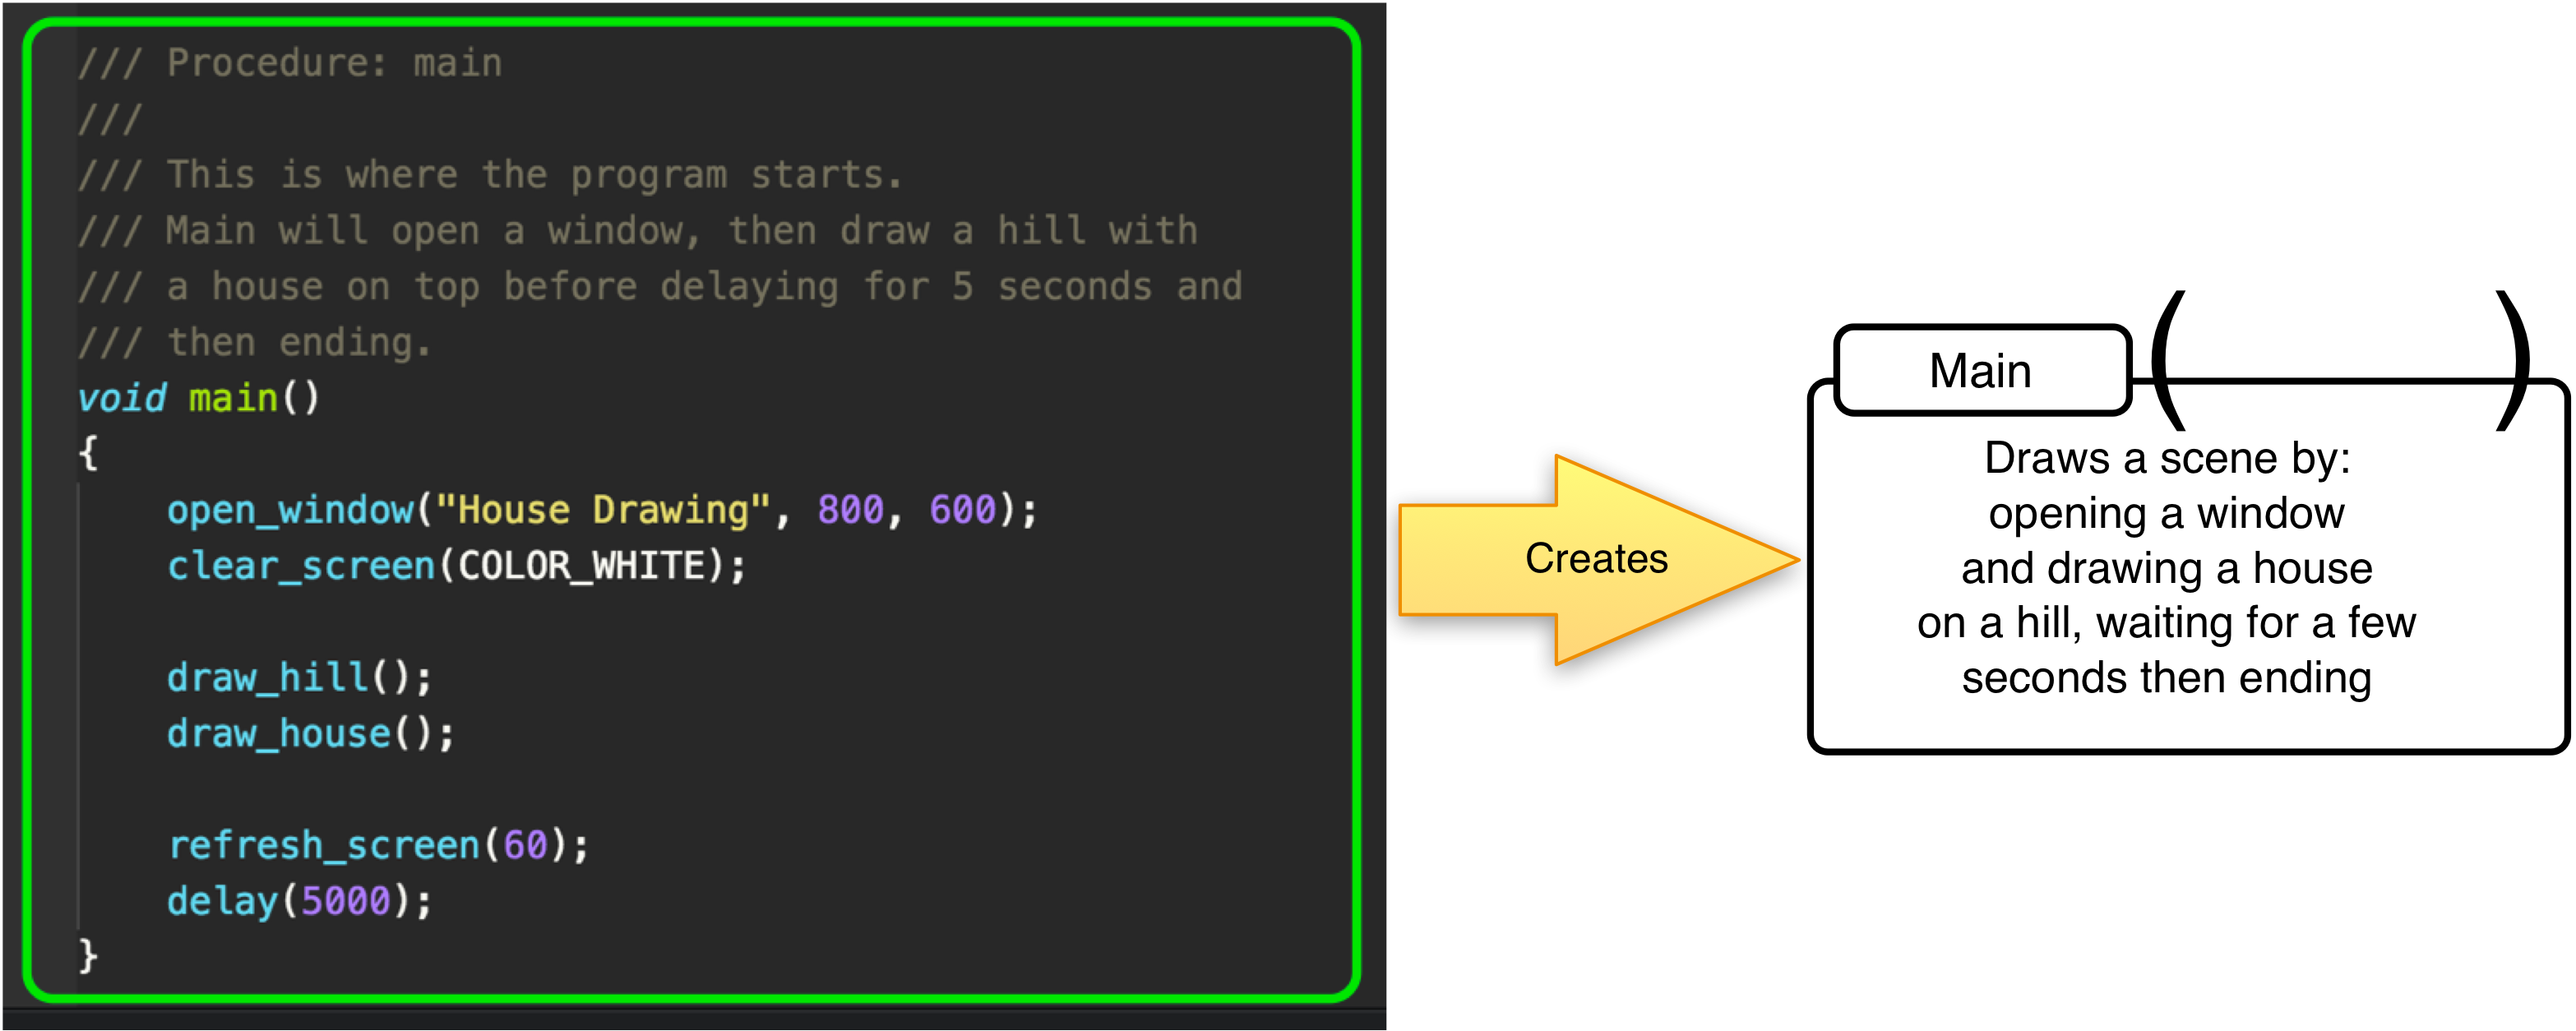 /// Procedure: main
///
/// This is where the program starts.
/// Main will open a window, then draw a hill with
/// a house on top before delaying for 5 seconds and
/// then ending.
void main()
{
    open_window("House Drawing", 800, 600);
    clear_screen(COLOR_WHITE);
    draw_hill();
    draw_house();
    refresh_screen(60);
    delay(5000);
}
Creates
Main ( )
Draws a scene by:
opening a window
and drawing a house
on a hill, waiting for a few
seconds then ending